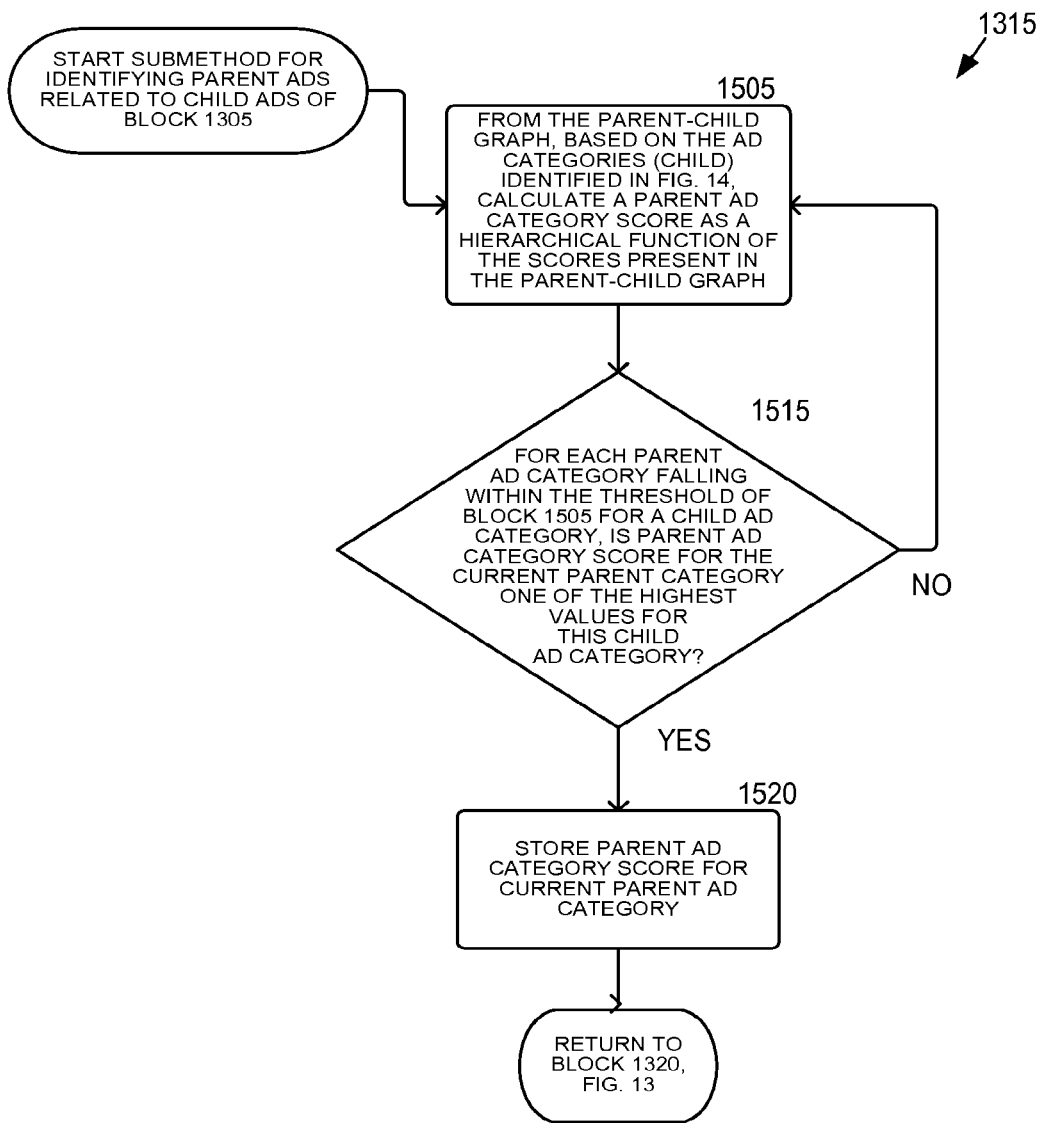 1315
START SUBMETHOD FOR
IDENTIFYING PARENT ADS
RELATED TO CHILD ADS OF
BLOCK 1305
1505
FROM THE PARENT-CHILD
GRAPH, BASED ON THE AD
CATEGORIES (CHILD)
IDENTIFIED IN FIG. 14,
CALCULATE A PARENT AD
CATEGORY SCORE AS A
HIERARCHICAL FUNCTION OF
THE SCORES PRESENT IN
THE PARENT-CHILD GRAPH
1515
FOR EACH PARENT
AD CATEGORY FALLING
WITHIN THE THRESHOLD OF
BLOCK 1505 FOR A CHILD AD
CATEGORY, IS PARENT AD
CATEGORY SCORE FOR THE
CURRENT PARENT CATEGORY
ONE OF THE HIGHEST
VALUES FOR
THIS CHILD
AD CATEGORY?
NO
YES
1520
STORE PARENT AD
CATEGORY SCORE FOR
CURRENT PARENT AD
CATEGORY
RETURN TO
BLOCK 1320,
FIG. 13